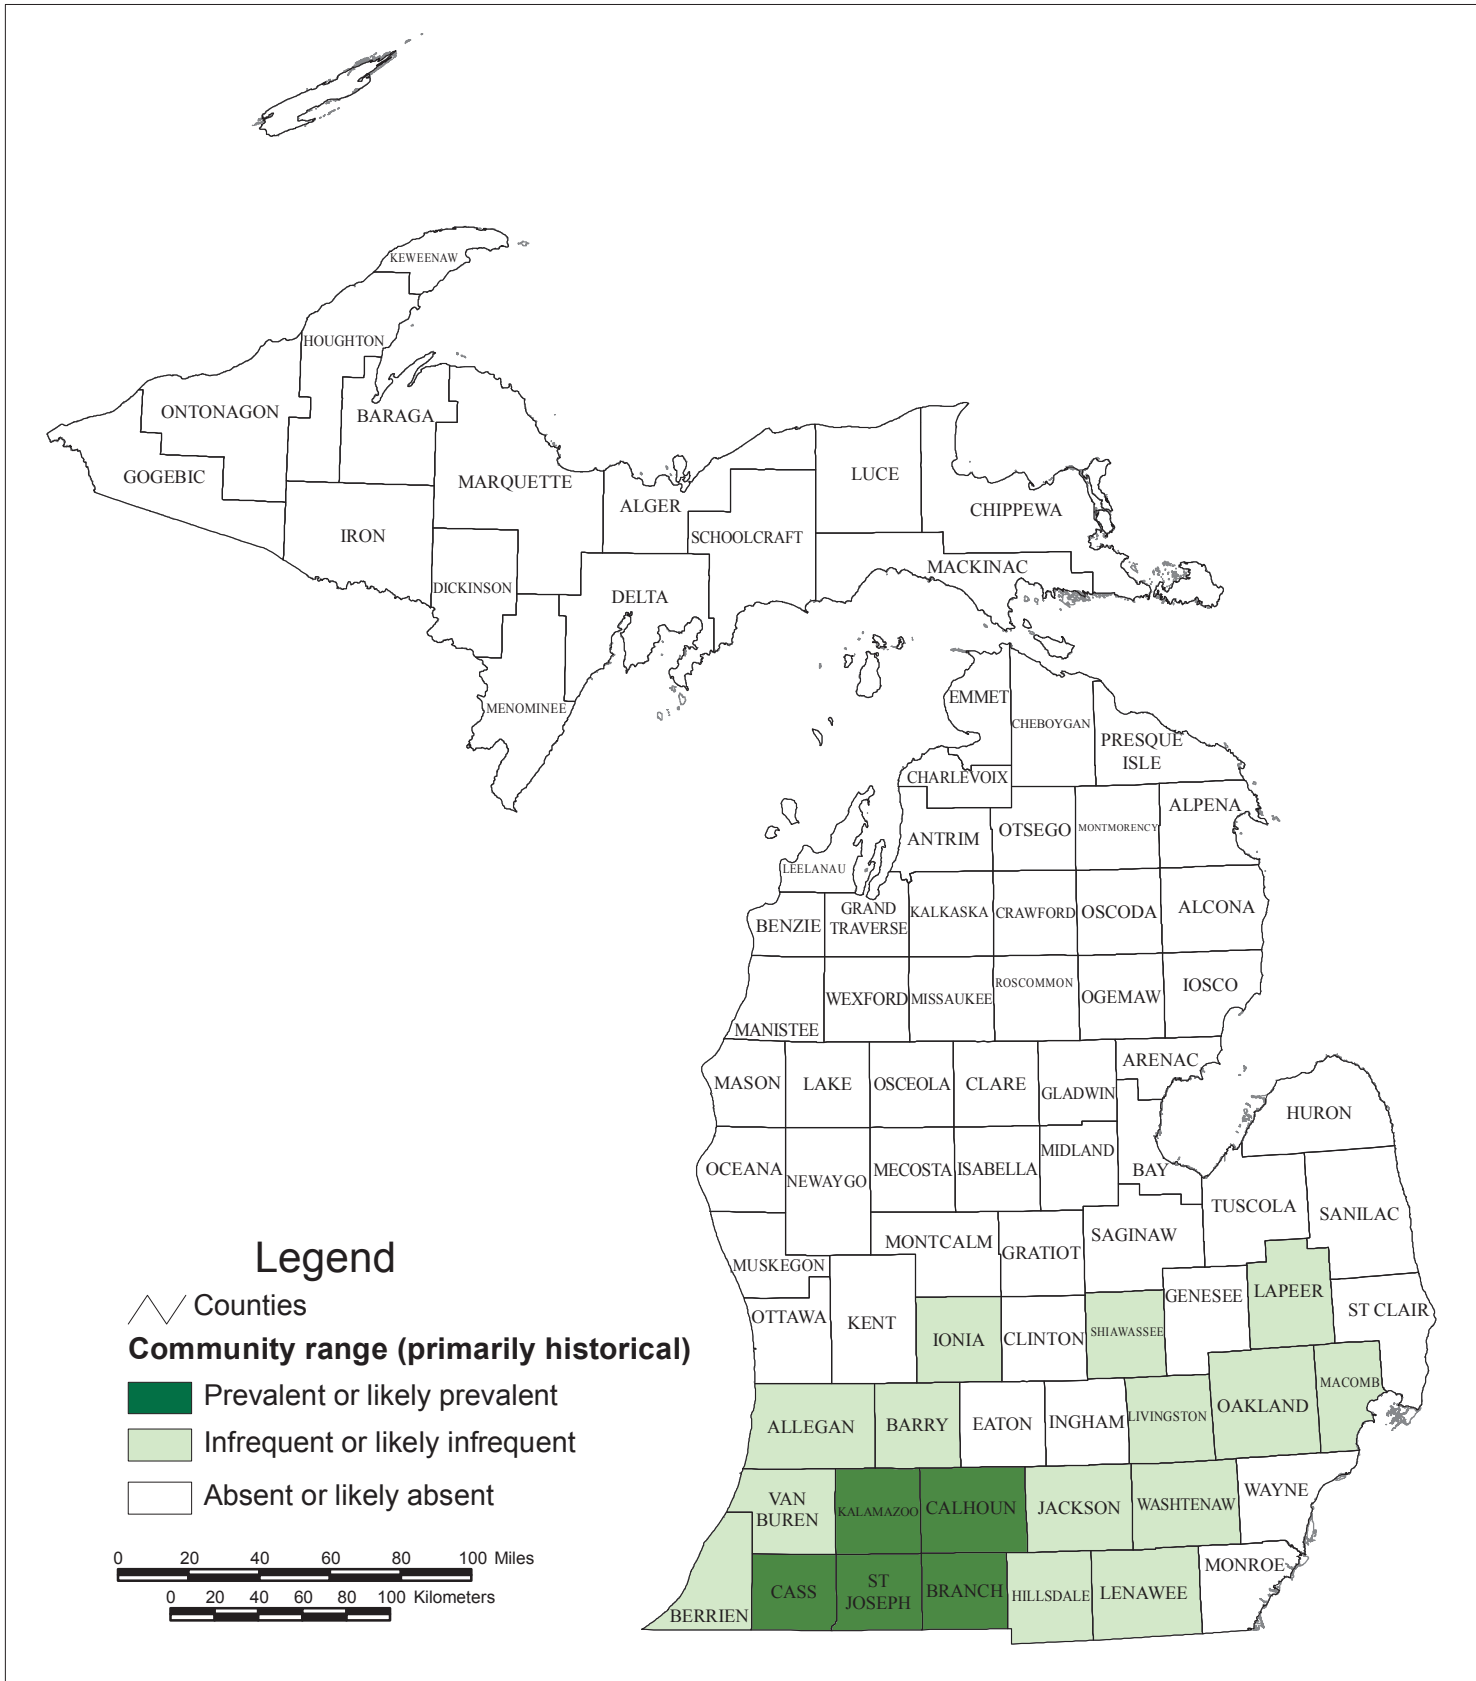 KEWEENAW
HOUGHTON
ONTONAGON
BARAGA
GOGEBIC
MARQUETTE
LUCE
ALGER
CHIPPEWA
IRON
SCHOOLCRAFT
MACKINAC
DICKINSON
DELTA
MENOMINEE
EMMET
CHEBOYGAN
PRESQUE
ISLE
CHARLEVOIX
ALPENA
ANTRIM
OTSEGO
MONTMORENCY
LEELANAU
BENZIE
GRAND
TRAVERSE
KALKASKA
CRAWFORD
OSCODA
ALCONA
MANISTEE
WEXFORD
MISSAUKEE
ROSCOMMON
OGEMAW
IOSCO
ARENAC
MASON
LAKE
OSCEOLA
CLARE
GLADWIN
HURON
OCEANA
NEWAYGO
MECOSTA
ISABELLA
MIDLAND
BAY
TUSCOLA
SANILAC
MUSKEGON
MONTCALM
GRATIOT
SAGINAW
OTTAWA
KENT
IONIA
CLINTON
SHIAWASSEE
GENESEE
LAPEER
ST CLAIR
ALLEGAN
BARRY
EATON
INGHAM
LIVINGSTON
OAKLAND
MACOMB
VAN
BUREN
KALAMAZOO
CALHOUN
JACKSON
WASHTENAW
WAYNE
BERRIEN
CASS
ST
JOSEPH
BRANCH
HILLSDALE
LENAWEE
MONROE
Legend
Counties
Community range (primarily historical)
Prevalent or likely prevalent
Infrequent or likely infrequent
Absent or likely absent
0 20 40 60 80 100 Miles
0 20 40 60 80 100 Kilometers